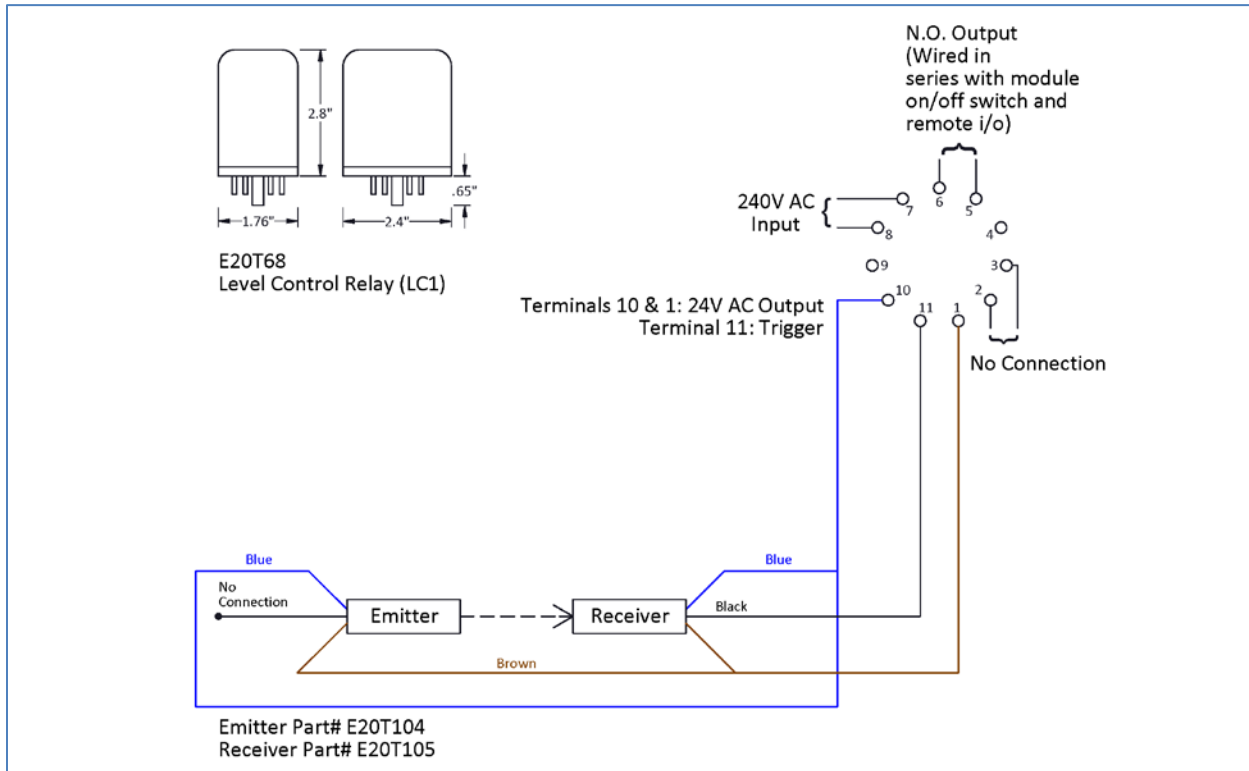 N.O. Output
(Wired in
series with module
on/off switch and
remote i/o)
2.8"
.65"
1.76"
2.4"
E20T68
Level Control Relay (LC1)
240V AC
Input
7
6
5
8
4
9
3
10
2
11
1
Terminals 10 & 1: 24V AC Output
Terminal 11: Trigger
No Connection
Blue
Blue
No
Connection
Emitter
Receiver
Black
Brown
Emitter Part# E20T104
Receiver Part# E20T105